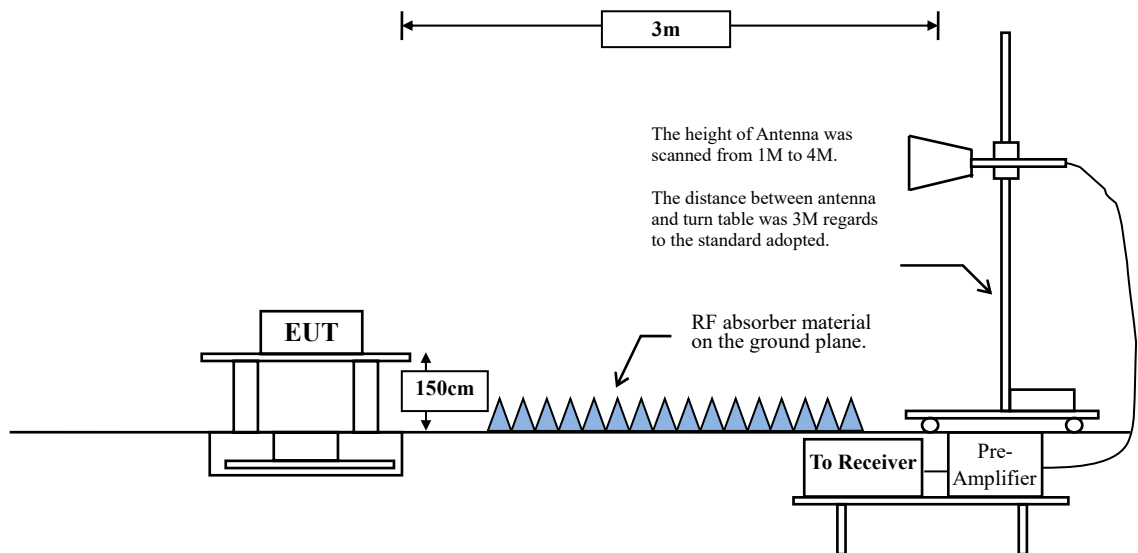 3m
The height of Antenna was
scanned from 1M to 4M.
The distance between antenna
and turn table was 3M regards
to the standard adopted.
EUT
RF absorber material
on the ground plane.
150cm
To Receiver
Pre-
Amplifier